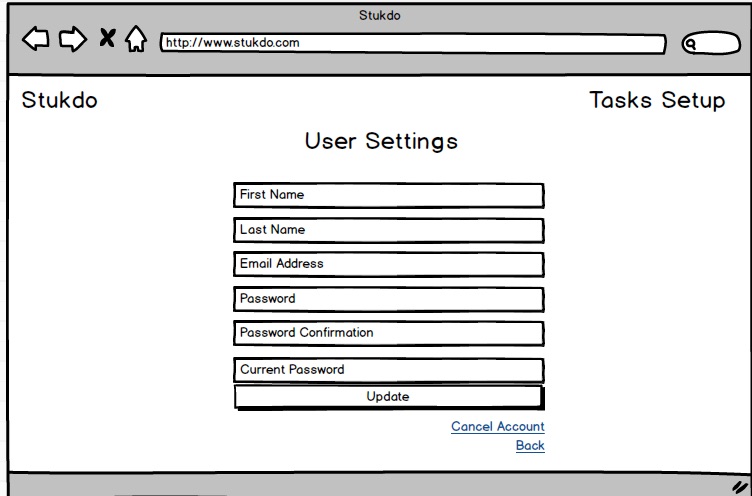 Stukdo
http://www.stukdo.com
Stukdo Tasks Setup
User Settings
First Name
Last Name
Email Address
Password
Password Confirmation
Current Password
Update
Cancel Account
Back